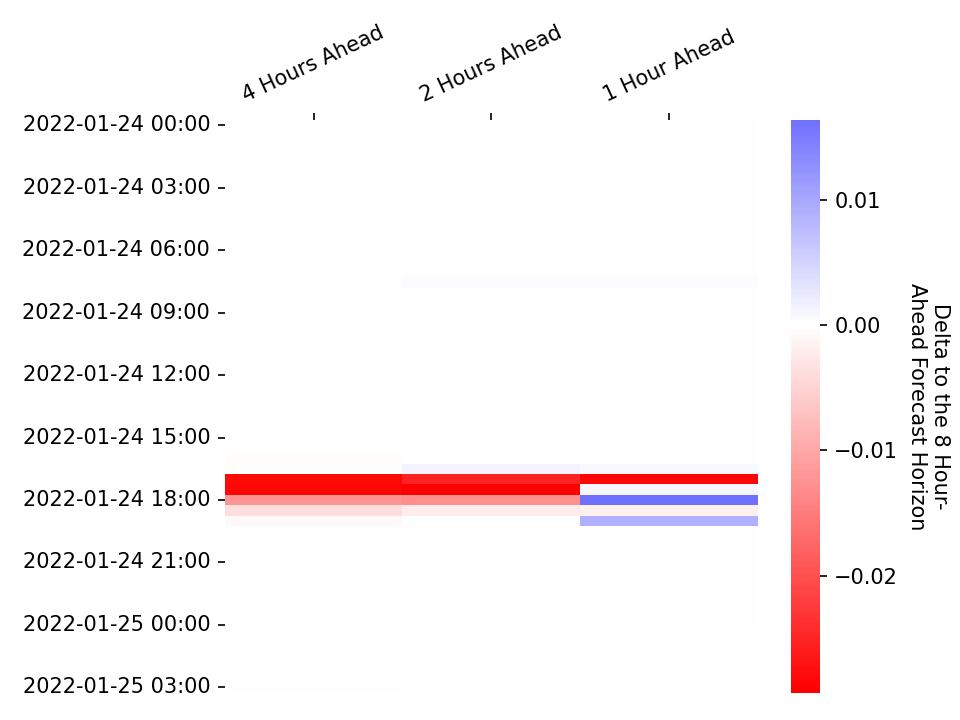 4 Hours Ahead
2 Hours Ahead
1 Hour Ahead
2022-01-24 00:00
2022-01-24 03:00
2022-01-24 06:00
2022-01-24 09:00
2022-01-24 12:00
2022-01-24 15:00
2022-01-24 18:00
2022-01-24 21:00
2022-01-25 00:00
2022-01-25 03:00
0.01
0.00
−0.01
−0.02
Delta to the 8 Hour-
Ahead Forecast Horizon